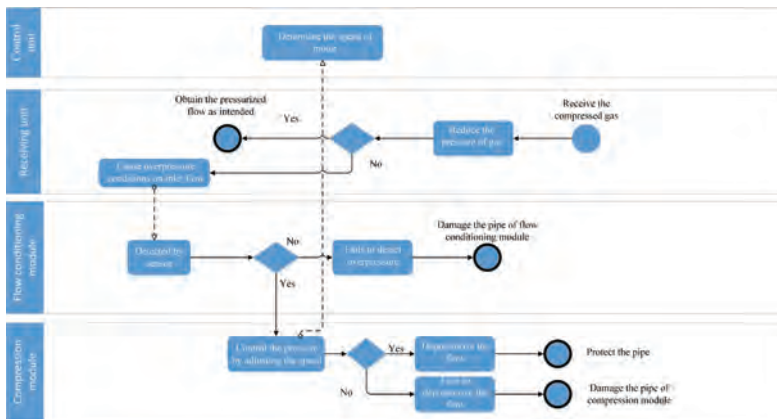 Control
unit
Determine the speed of
Receiving unit
Obtain the pressurized
flow as intended
Yes
Reduce the
pressure of gas
Receive the
compressed gas
No
Cause overpressure
conditions on inlet flow
Flow conditioning
module
Detected by
sensor
No
Fails to detect
overpressure
Damage the pipe of flow
conditioning module
Yes
Compression
module
Control the pressure
by adjusting the speed
Yes
Depressurize the
flow
Protect the pipe
No
Fails to
depressurize the
flow
Damage the pipe of
compression module